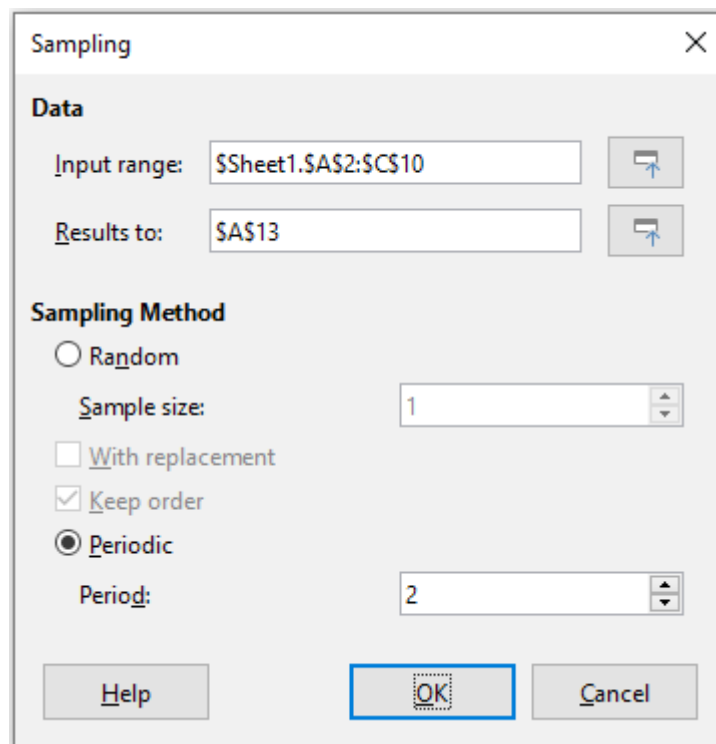 Sampling
Data
Input range: $Sheet1.$A$2:$C$10
Results to: $A$13
Sampling Method
Random
Sample size: 1
With replacement
Keep order
Periodic
Period: 2
Help OK Cancel